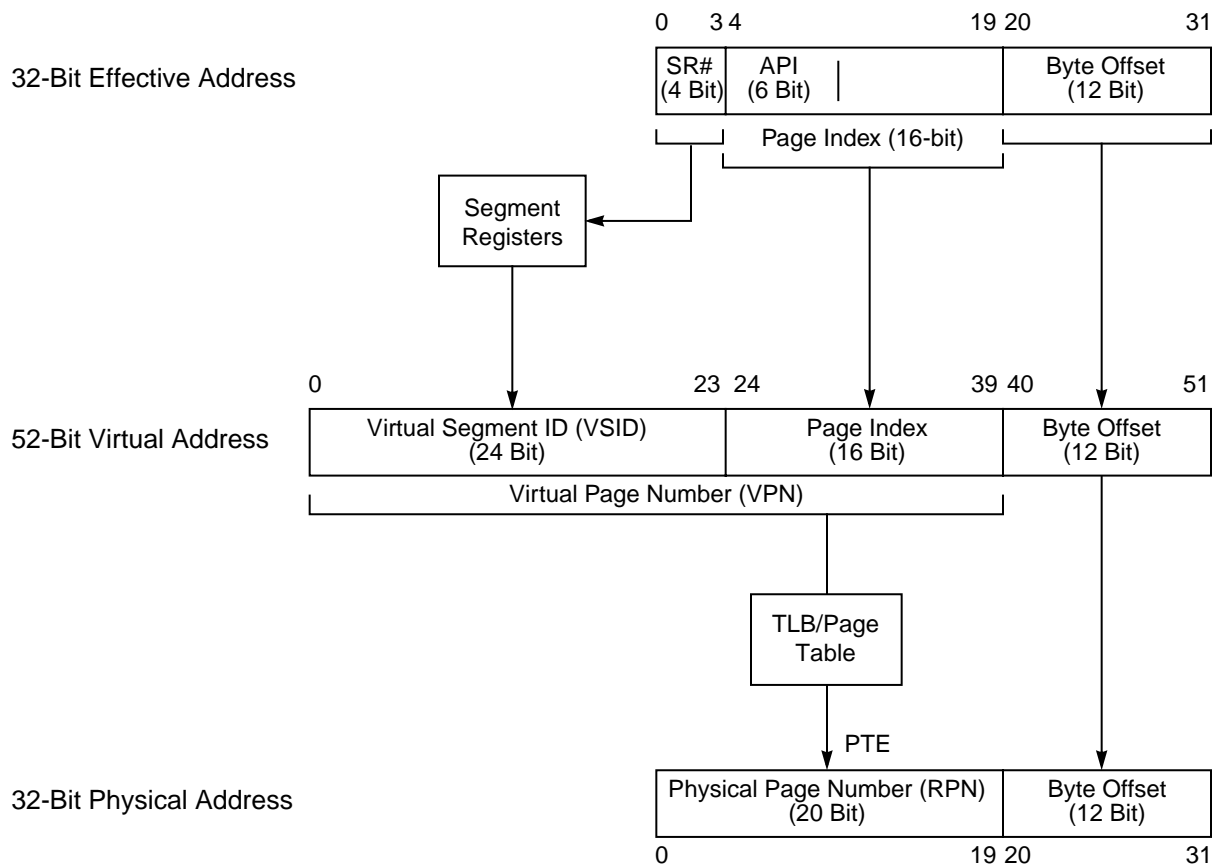 0 3 4 19 20 31
32-Bit Effective Address
SR#
(4 Bit)
API
(6 Bit)
Byte Offset
(12 Bit)
Page Index (16-bit)
Segment
Registers
0 23 24 39 40 51
52-Bit Virtual Address
Virtual Segment ID (VSID)
(24 Bit)
Page Index
(16 Bit)
Byte Offset
(12 Bit)
Virtual Page Number (VPN)
TLB/Page
Table
PTE
32-Bit Physical Address
Physical Page Number (RPN)
(20 Bit)
Byte Offset
(12 Bit)
0 19 20 31